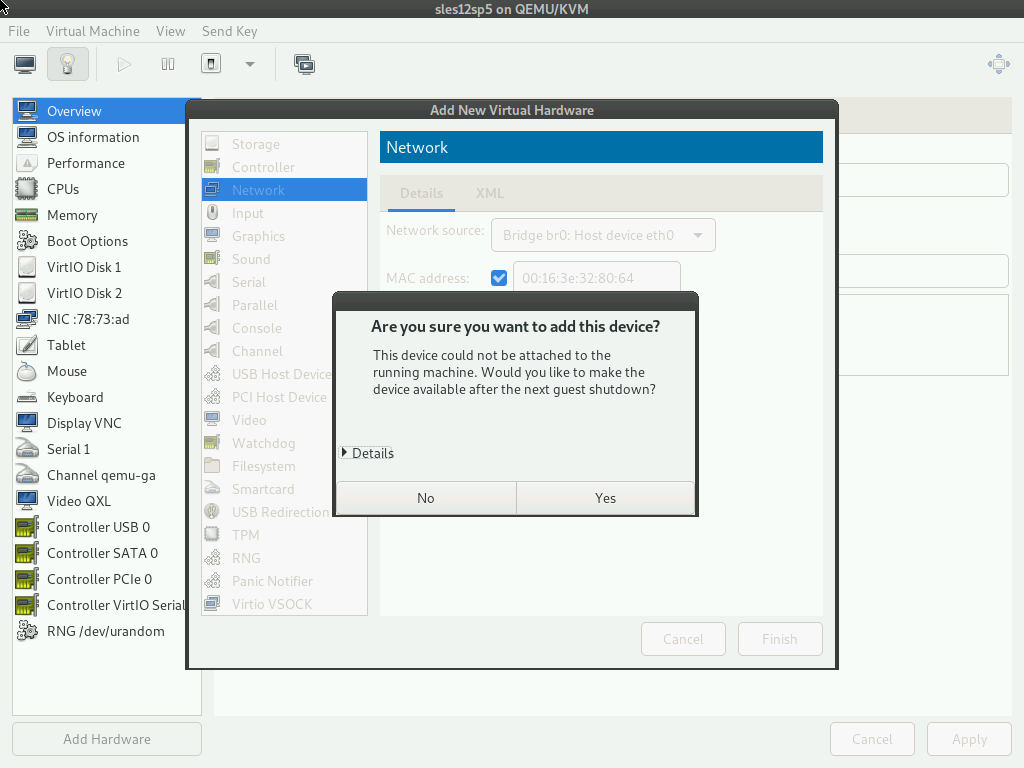 sles12sp5 on QEMU/KVM
File Virtual Machine View Send Key
Overview
OS information
Performance
CPUs
Memory
Boot Options
VirtIO Disk 1
VirtIO Disk 2
NIC :78:73:ad
Tablet
Mouse
Keyboard
Display VNC
Serial 1
Channel qemu-ga
Video QXL
Controller USB 0
Controller SATA 0
Controller PCIe 0
Controller VirtIO Serial
RNG /dev/urandom
Add Hardware
Add New Virtual Hardware
Storage
Controller
Network
Input
Graphics
Sound
Serial
Parallel
Console
Channel
USB Host Device
PCI Host Device
Video
Watchdog
Filesystem
Smartcard
USB Redirection
TPM
RNG
Panic Notifier
Virtio VSOCK
Network
Details XML
Network source: Bridge br0: Host device eth0
MAC address: 00:16:3e:32:80:64
Are you sure you want to add this device?
This device could not be attached to the
running machine. Would you like to make the
device available after the next guest shutdown?
Details
No Yes
Cancel Finish
Cancel Apply